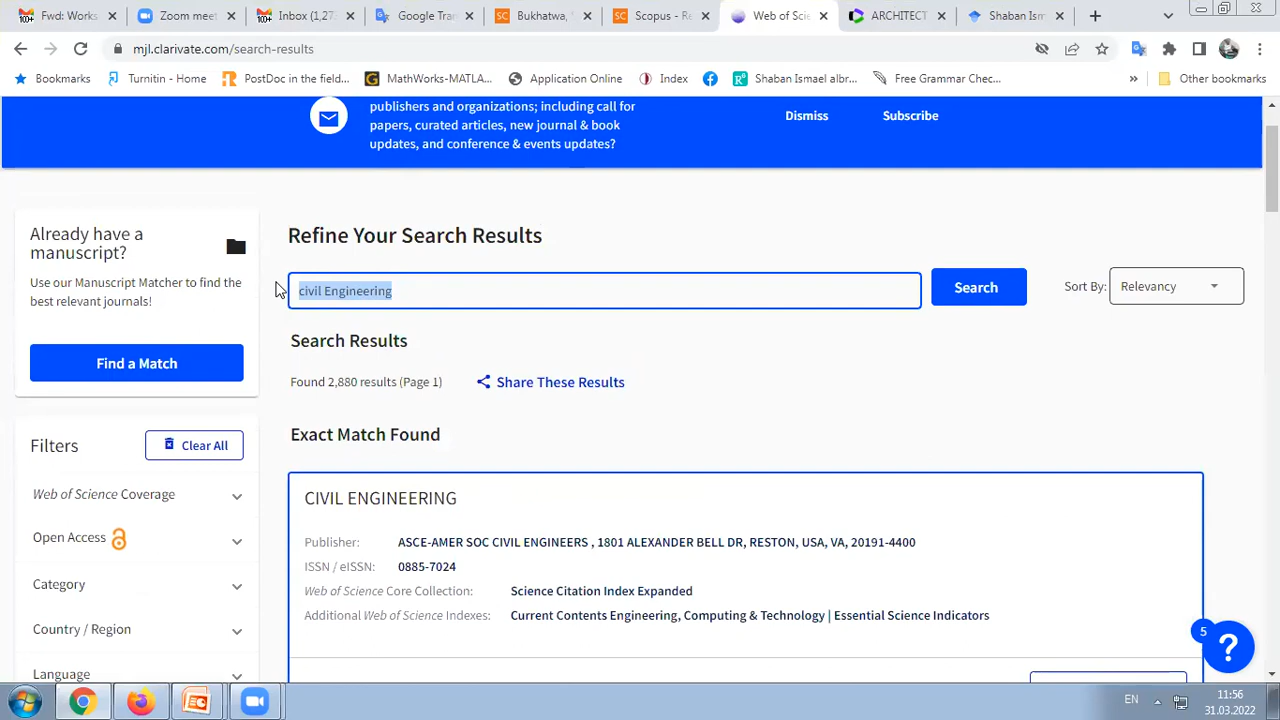 Fwd: Works
Zoom meet
Inbox (1,27
Google Tran
Bukhatwa, 
Scopus - Re
Web of Scie
ARCHITECT
Shaban Ism
mjl.clarivate.com/search-results
Bookmarks
Turnitin - Home
PostDoc in the field...
MathWorks-MATLA...
Application Online
Index
Shaban Ismael albr...
Free Grammar Chec...
»
Other bookmarks
publishers and organizations; including call for
papers, curated articles, new journal & book
updates, and conference & events updates?
Dismiss
Subscribe
Already have a
manuscript?
Use our Manuscript Matcher to find the
best relevant journals!
Find a Match
Refine Your Search Results
civil Engineering
Search
Sort By:
Relevancy
Search Results
Found 2,880 results (Page 1)
Share These Results
Exact Match Found
Filters
Clear All
Web of Science Coverage
Open Access
Category
Country / Region
Language
CIVIL ENGINEERING
Publisher: ASCE-AMER SOC CIVIL ENGINEERS , 1801 ALEXANDER BELL DR, RESTON, USA, VA, 20191-4400
ISSN / eISSN: 0885-7024
Web of Science Core Collection: Science Citation Index Expanded
Additional Web of Science Indexes: Current Contents Engineering, Computing & Technology | Essential Science Indicators
5
?
EN
11:56
31.03.2022